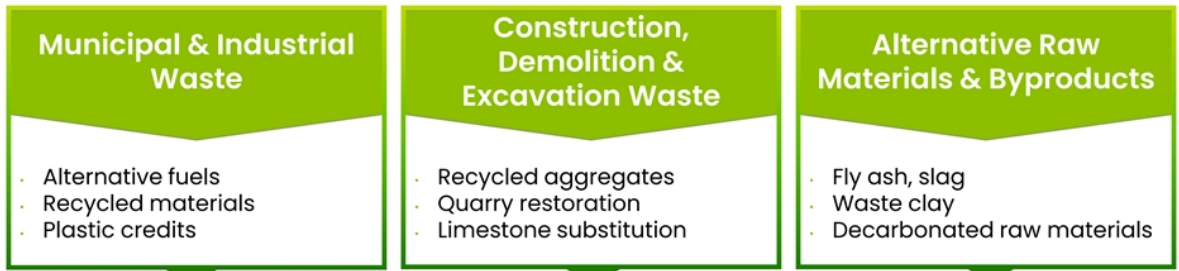 Municipal & Industrial
Waste
· Alternative fuels
· Recycled materials
· Plastic credits
Construction,
Demolition &
Excavation Waste
· Recycled aggregates
· Quarry restoration
· Limestone substitution
Alternative Raw
Materials & Byproducts
· Fly ash, slag
· Waste clay
· Decarbonated raw materials